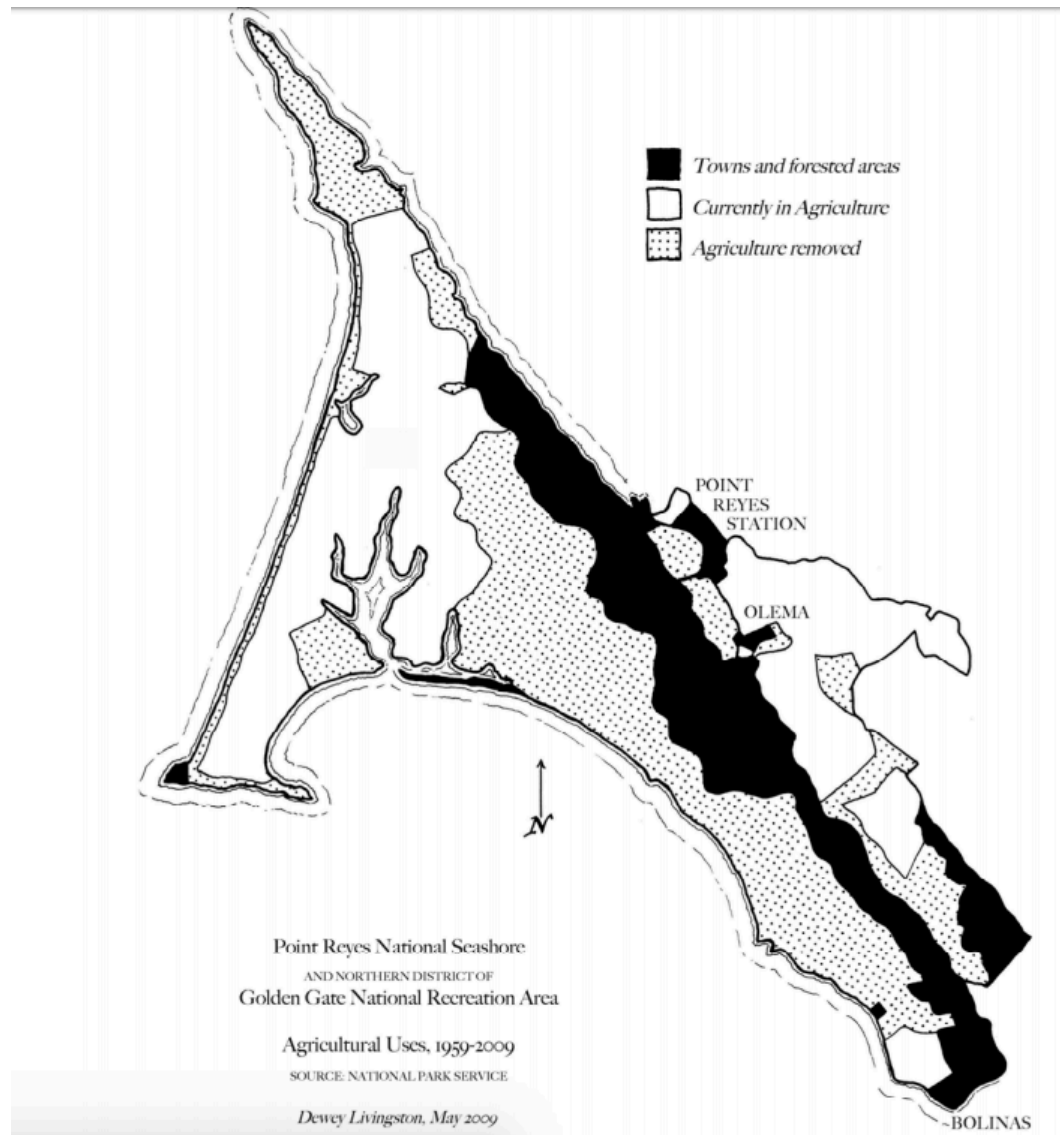 Towns and forested areas
Currently in Agriculture
Agriculture removed
POINT
REYES
STATION
OLEMA
N
Point Reyes National Seashore
AND NORTHERN DISTRICT OF
Golden Gate National Recreation Area
Agricultural Uses, 1959-2009
SOURCE: NATIONAL PARK SERVICE
Dewey Livingston, May 2009
~BOLINAS